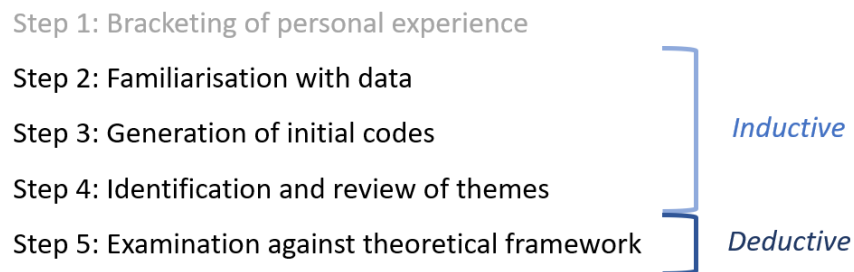 Step 1: Bracketing of personal experience
Step 2: Familiarisation with data
Step 3: Generation of initial codes
Inductive
Step 4: Identification and review of themes
Step 5: Examination against theoretical framework
Deductive